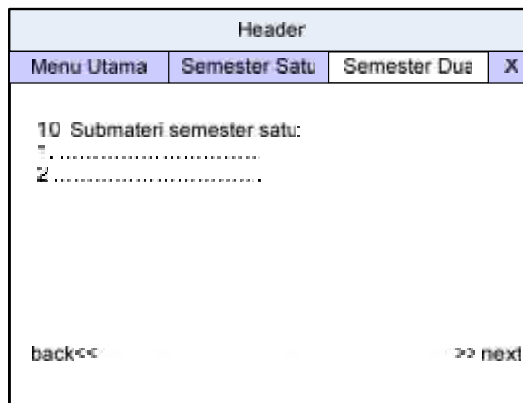 Header
Menu Utama Semester Satu Semester Dua X
10 Submateri semester satu:
1. ................................
2 ................................
back<< >> next